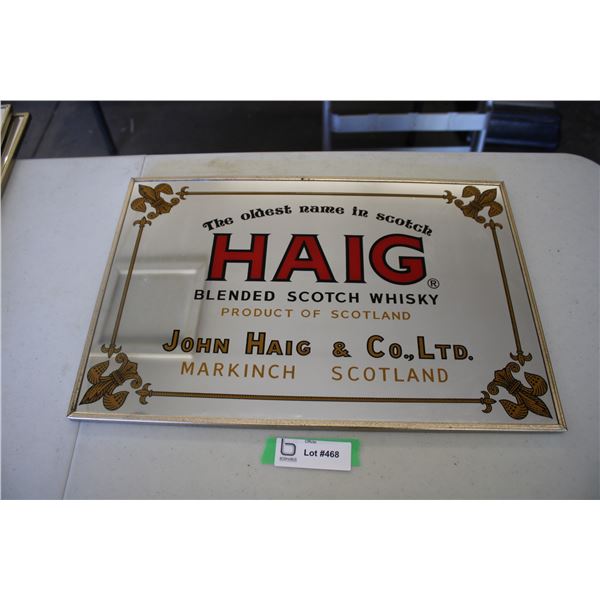 The oldest name in scotch
HAIG®
BLENDED SCOTCH WHISKY
PRODUCT OF SCOTLAND
JOHN HAIG & CO., LTD.
MARKINCH SCOTLAND
b
Lot #468